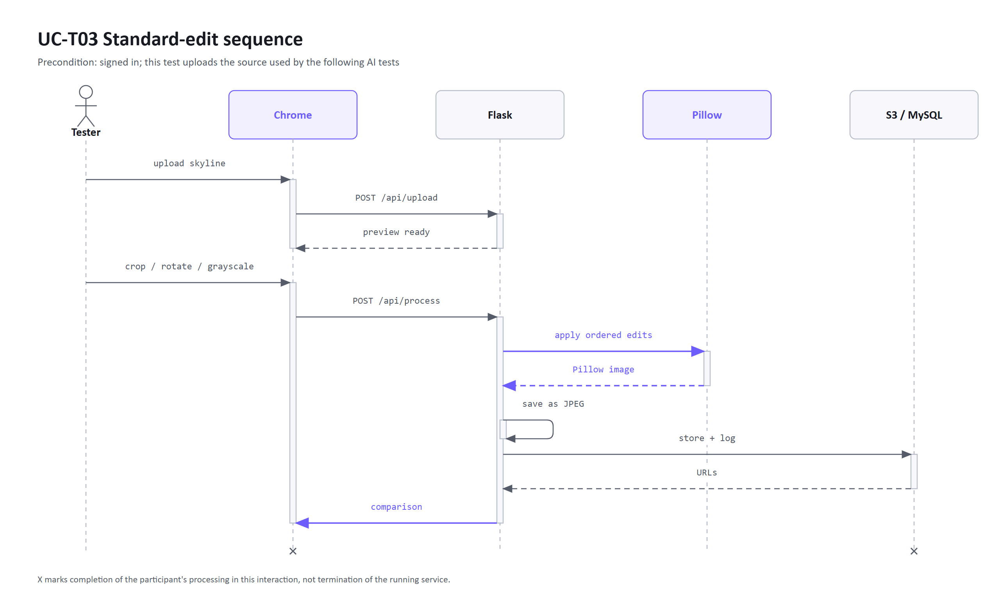 UC-T03 Standard-edit sequence
Precondition: signed in; this test uploads the source used by the following AI tests
Tester
Chrome
Flask
Pillow
S3 / MySQL
upload skyline
POST /api/upload
preview ready
crop / rotate / grayscale
POST /api/process
apply ordered edits
Pillow image
save as JPEG
store + log
URLs
comparison
X marks completion of the participant's processing in this interaction, not termination of the running service.